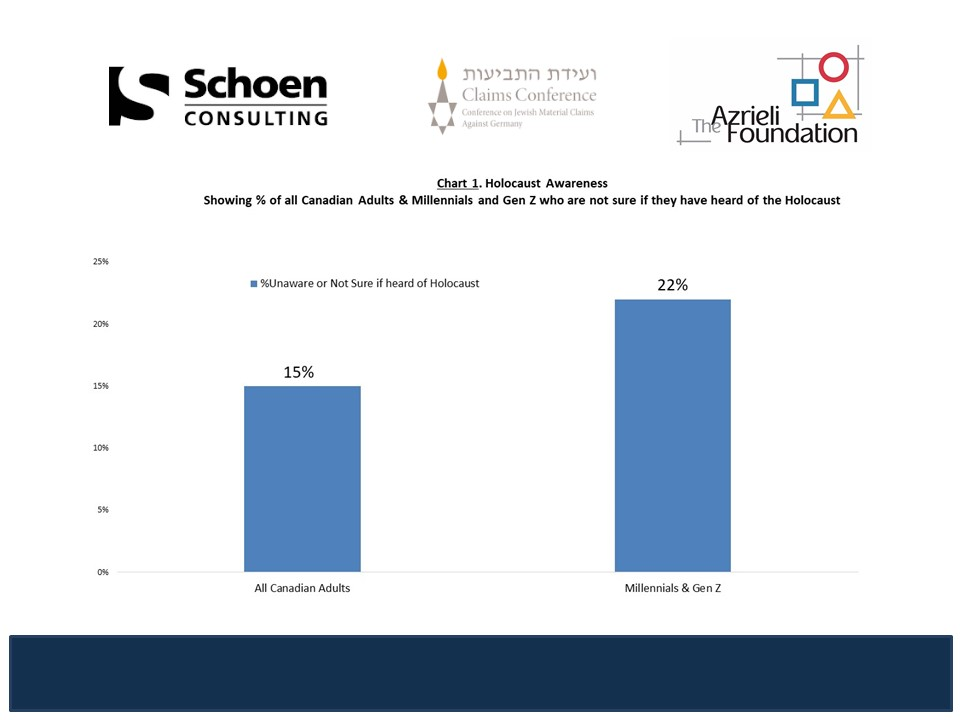 Schoen
CONSULTING
ועידת התביעות
Claims Conference
Conference on Jewish Material Claims
Against Germany
The Azrieli
Foundation
Chart 1. Holocaust Awareness
Showing % of all Canadian Adults & Millennials and Gen Z who are not sure if they have heard of the Holocaust
25%
%Unaware or Not Sure if heard of Holocaust
22%
20%
15%
15%
10%
5%
0%
All Canadian Adults
Millennials & Gen Z